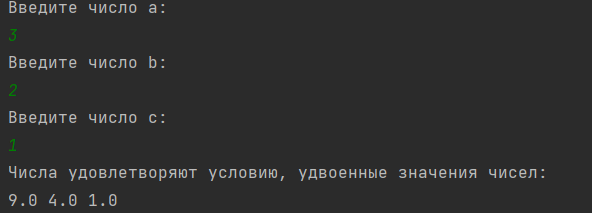 Введите число a:
3
Введите число b:
2
Введите число c:
1
Числа удовлетворяют условию, удвоенные значения чисел:
9.0 4.0 1.0